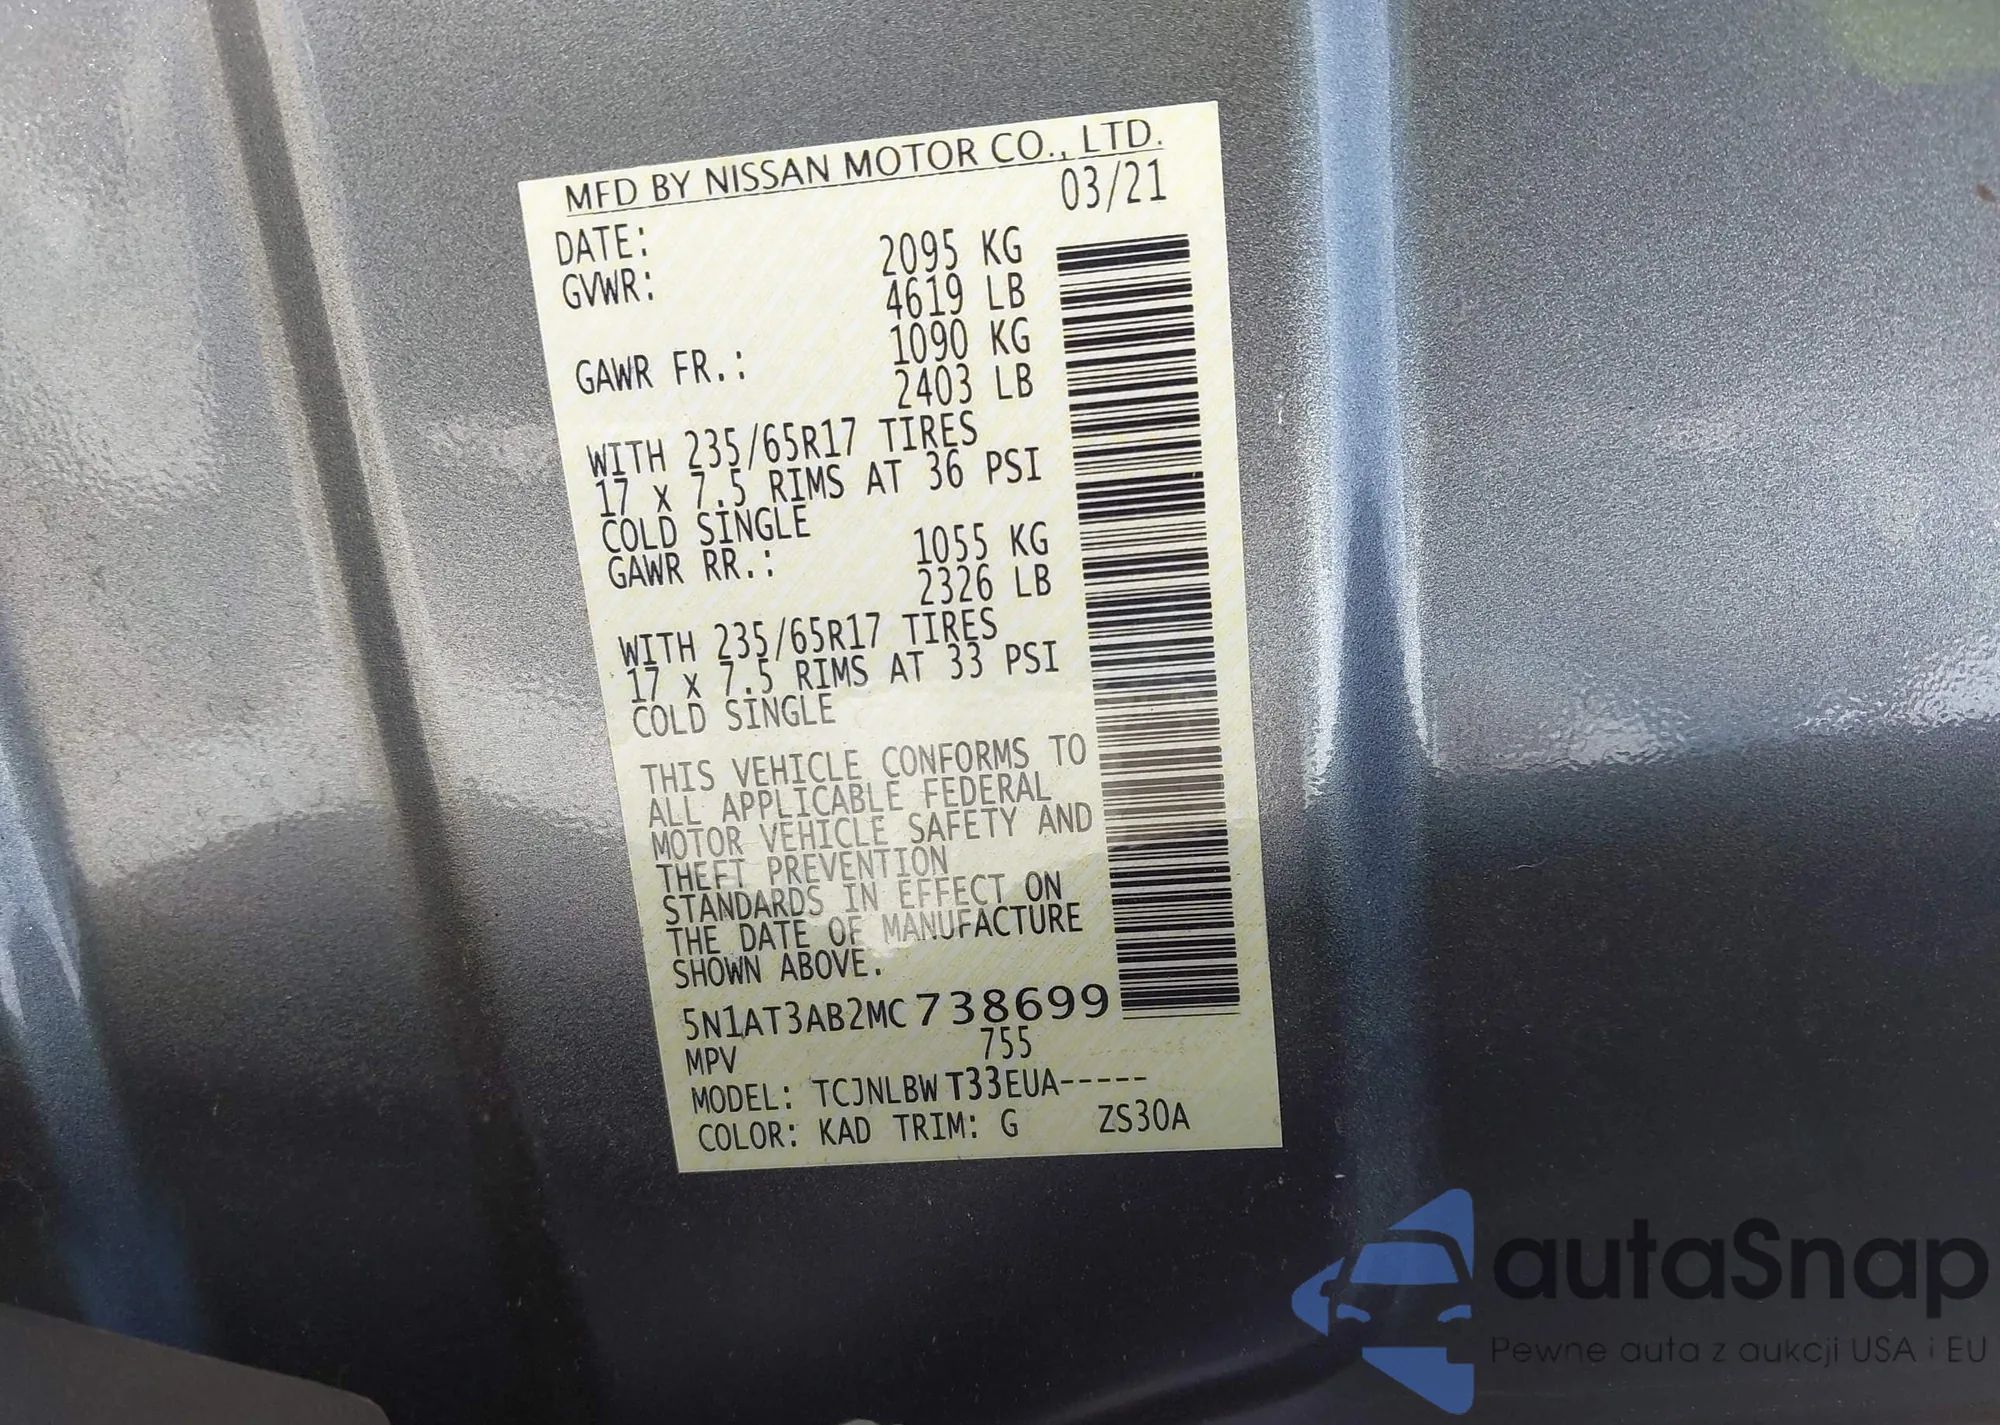 MFD BY NISSAN MOTOR CO., LTD.
DATE: 03/21
GVWR: 2095 KG
4619 LB
GAWR FR.: 1090 KG
2403 LB
WITH 235/65R17 TIRES
17 x 7.5 RIMS AT 36 PSI
COLD SINGLE
GAWR RR.: 1055 KG
2326 LB
WITH 235/65R17 TIRES
17 x 7.5 RIMS AT 33 PSI
COLD SINGLE
THIS VEHICLE CONFORMS TO
ALL APPLICABLE FEDERAL
MOTOR VEHICLE SAFETY AND
THEFT PREVENTION
STANDARDS IN EFFECT ON
THE DATE OF MANUFACTURE
SHOWN ABOVE.
5N1AT3AB2MC738699
MPV 755
MODEL: TCJNLBW T33EUA-----
COLOR: KAD TRIM: G ZS30A
autaSnap
Pewne auta z aukcji USA i EU